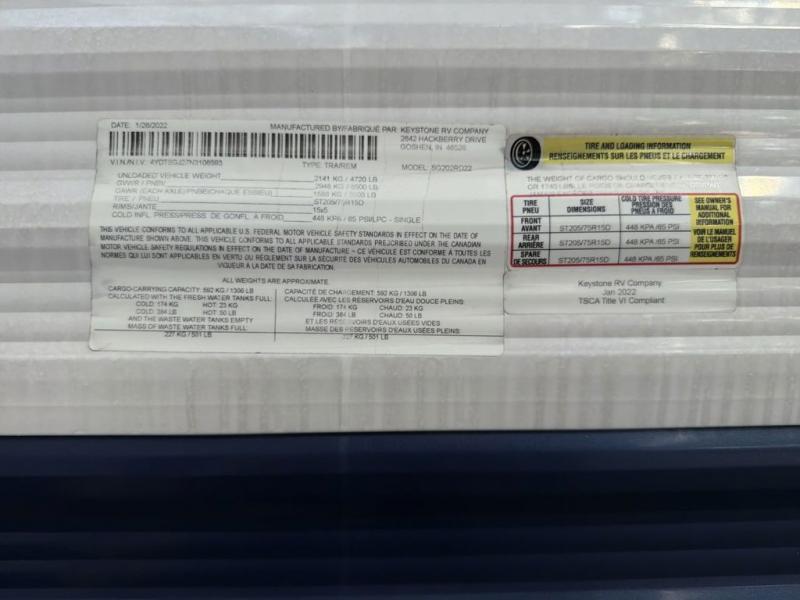 DATE: 1/26/2022
MANUFACTURED BY/FABRIQUÉ PAR: KEYSTONE RV COMPANY
2642 HACKBERRY DRIVE
GOSHEN, IN 46526
V.I.N./N.I.V.:
TYPE: TRA/REM
MODEL: SG202RD22
UNLOADED VEHICLE WEIGHT 2141 KG / 4720 LB
GVWR / PNBV
GAWR (EACH AXLE)/PNBE(CHAQUE ESSIEU)
TIRE / PNEU ST205/75R15D
RIMS/JANTE 15x5
COLD INFL. PRESS/PRESS. DE GONFL. A FROID 448 KPA / 65 PSI/LPC - SINGLE
THIS VEHICLE CONFORMS TO ALL APPLICABLE U.S. FEDERAL MOTOR VEHICLE SAFETY STANDARDS IN EFFECT ON THE DATE OF
MANUFACTURE SHOWN ABOVE. THIS VEHICLE CONFORMS TO ALL APPLICABLE STANDARDS PRESCRIBED UNDER THE CANADIAN
MOTOR VEHICLE SAFETY REGULATIONS IN EFFECT ON THE DATE OF MANUFACTURE – CE VÉHICULE EST CONFORME À TOUTES LES
NORMES QUI LUI SONT APPLICABLES EN VERTU DU RÈGLEMENT SUR LA SÉCURITÉ DES VÉHICULES AUTOMOBILES DU CANADA EN
VIGUEUR À LA DATE DE SA FABRICATION.
ALL WEIGHTS ARE APPROXIMATE.
CARGO-CARRYING CAPACITY: 592 KG / 1306 LB
CALCULATED WITH THE FRESH WATER TANKS FULL
COLD: 174 KG HOT: 23 KG
COLD: 384 LB HOT: 50 LB
AND THE WASTE WATER TANKS EMPTY
MASS OF WASTE WATER TANKS FULL:
227 KG / 501 LB
CAPACITÉ DE CHARGEMENT: 592 KG / 1306 LB
CALCULÉE AVEC LES RÉSERVOIRS D'EAU DOUCE PLEINS
FROID: 174 KG CHAUD: 23 KG
FROID: 384 LB CHAUD: 50 LB
ET LES RÉSERVOIRS D'EAUX USÉES VIDES
MASSE DES RÉSERVOIRS D'EAUX USÉES PLEINS:
227 KG / 501 LB
TIRE AND LOADING INFORMATION
RENSEIGNEMENTS SUR LES PNEUS ET LE CHARGEMENT
THE WEIGHT OF CARGO SHOULD
TIRE PNEU
SIZE DIMENSIONS
COLD TIRE PRESSURE PRESSION DES PNEUS À FROID
FRONT AVANT ST205/75R15D 448 KPA /65 PSI
REAR ARRIÈRE ST205/75R15D 448 KPA /65 PSI
SPARE DE SECOURS ST205/75R15D 448 KPA /65 PSI
SEE OWNER'S
MANUAL FOR
ADDITIONAL
INFORMATION
VOIR LE MANUEL
DE L'USAGER
POUR PLUS DE
RENSEIGNEMENTS
Keystone RV Company
Jan 2022
TSCA Title VI Compliant